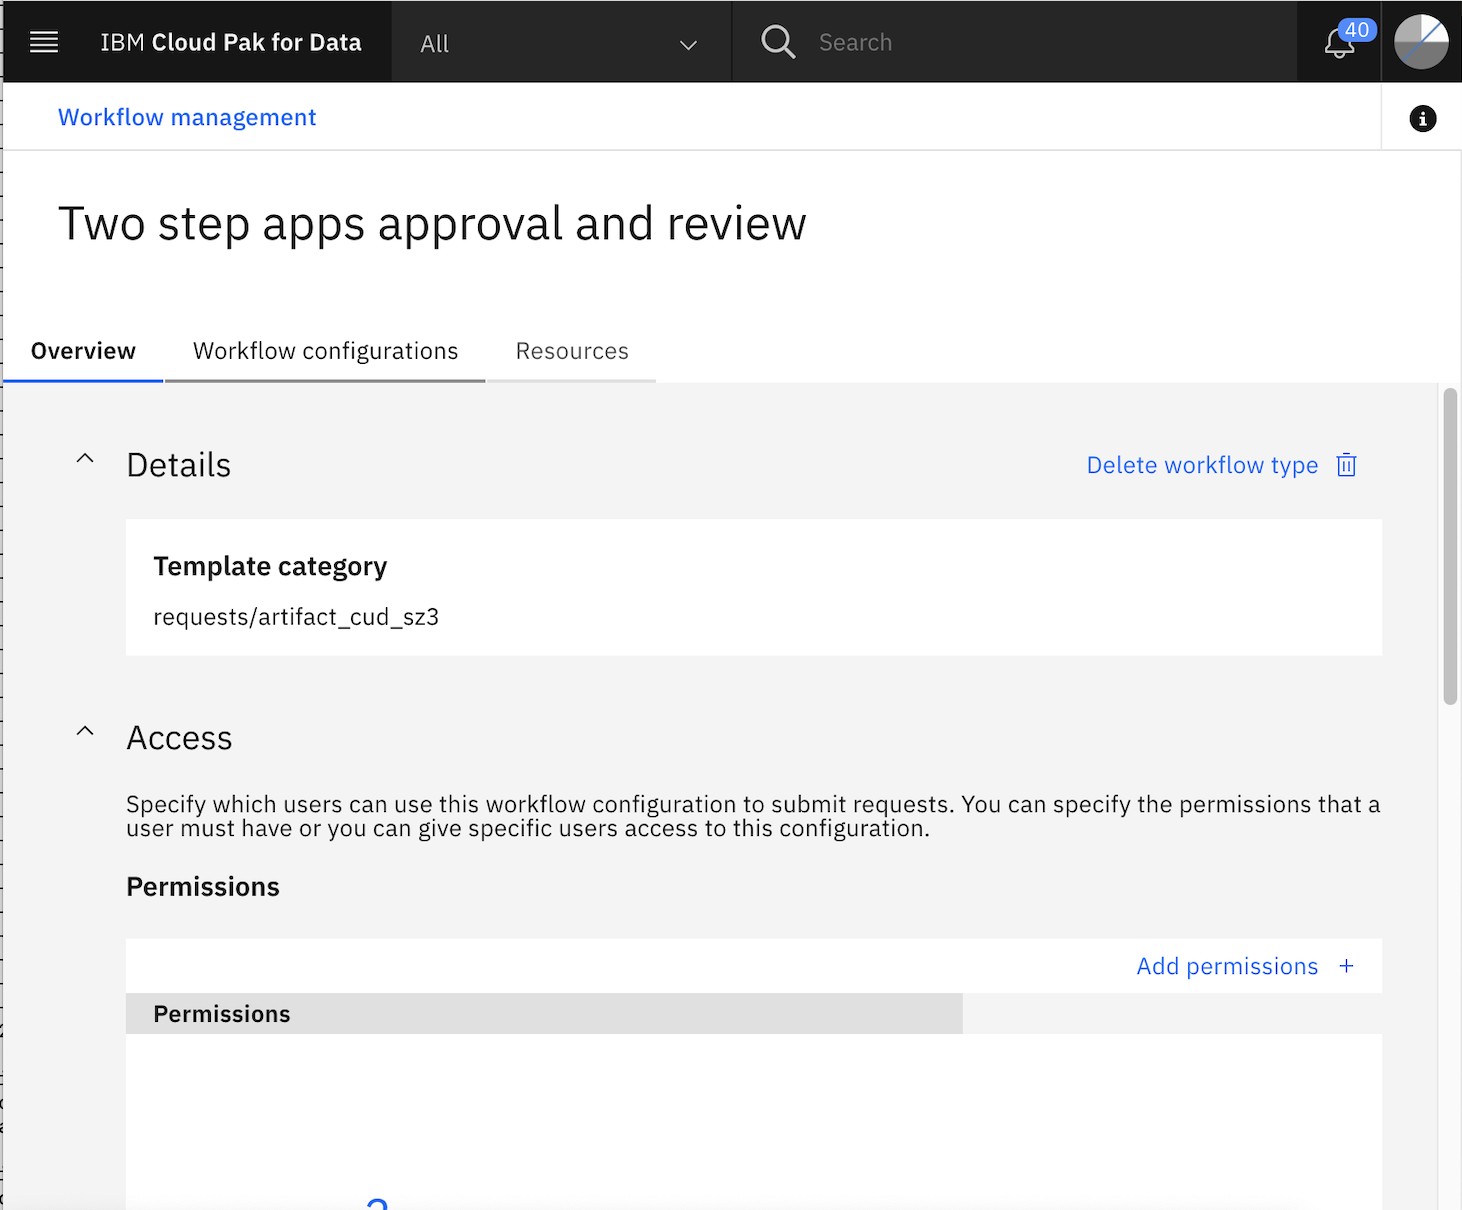 IBM Cloud Pak for Data
All
Search
40
Workflow management
Two step apps approval and review
Overview
Workflow configurations
Resources
Details
Delete workflow type
Template category
requests/artifact_cud_sz3
Access
Specify which users can use this workflow configuration to submit requests. You can specify the permissions that a
user must have or you can give specific users access to this configuration.
Permissions
Add permissions +
Permissions